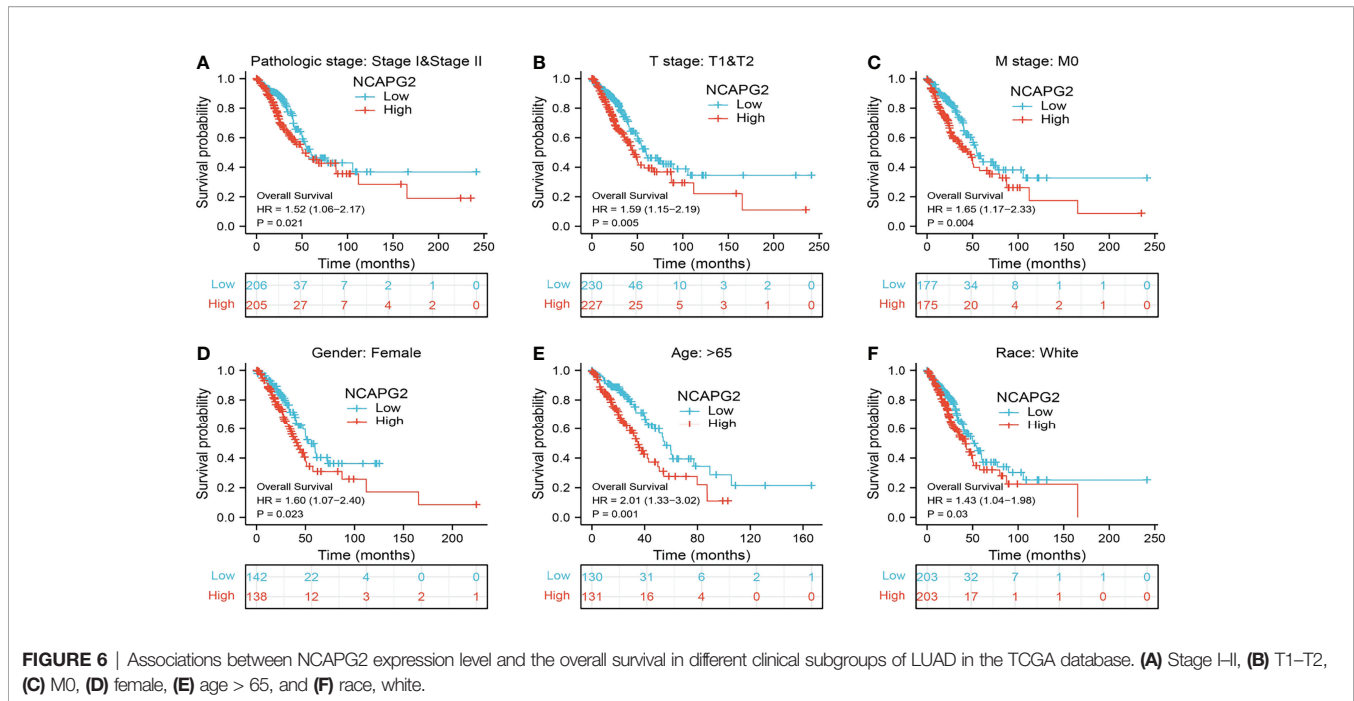 A Pathologic stage: Stage I&Stage II
NCAPG2
Low
High
Survival probability
1.0
0.8
0.6
0.4
0.2
0.0
Overall Survival
HR = 1.52 (1.06−2.17)
P = 0.021
0 50 100 150 200 250
Time (months)
Low 206 37 7 2 1 0
High 205 27 7 4 2 0
B T stage: T1&T2
NCAPG2
Low
High
Survival probability
1.0
0.8
0.6
0.4
0.2
0.0
Overall Survival
HR = 1.59 (1.15−2.19)
P = 0.005
0 50 100 150 200 250
Time (months)
Low 230 46 10 3 2 0
High 227 25 5 3 1 0
C M stage: M0
NCAPG2
Low
High
Survival probability
1.0
0.8
0.6
0.4
0.2
0.0
Overall Survival
HR = 1.65 (1.17−2.33)
P = 0.004
0 50 100 150 200 250
Time (months)
Low 177 34 8 1 1 0
High 175 20 4 2 1 0
D Gender: Female
NCAPG2
Low
High
Survival probability
1.0
0.8
0.6
0.4
0.2
0.0
Overall Survival
HR = 1.60 (1.07−2.40)
P = 0.023
0 50 100 150 200
Time (months)
Low 142 22 4 0 0
High 138 12 3 2 1
E Age: >65
NCAPG2
Low
High
Survival probability
1.0
0.8
0.6
0.4
0.2
0.0
Overall Survival
HR = 2.01 (1.33−3.02)
P = 0.001
0 40 80 120 160
Time (months)
Low 130 31 6 2 1
High 131 16 4 0 0
F Race: White
NCAPG2
Low
High
Survival probability
1.0
0.8
0.6
0.4
0.2
0.0
Overall Survival
HR = 1.43 (1.04−1.98)
P = 0.03
0 50 100 150 200 250
Time (months)
Low 203 32 7 1 1 0
High 203 17 1 1 0 0
FIGURE 6 | Associations between NCAPG2 expression level and the overall survival in different clinical subgroups of LUAD in the TCGA database. (A) Stage I–II, (B) T1–T2,
(C) M0, (D) female, (E) age > 65, and (F) race, white.